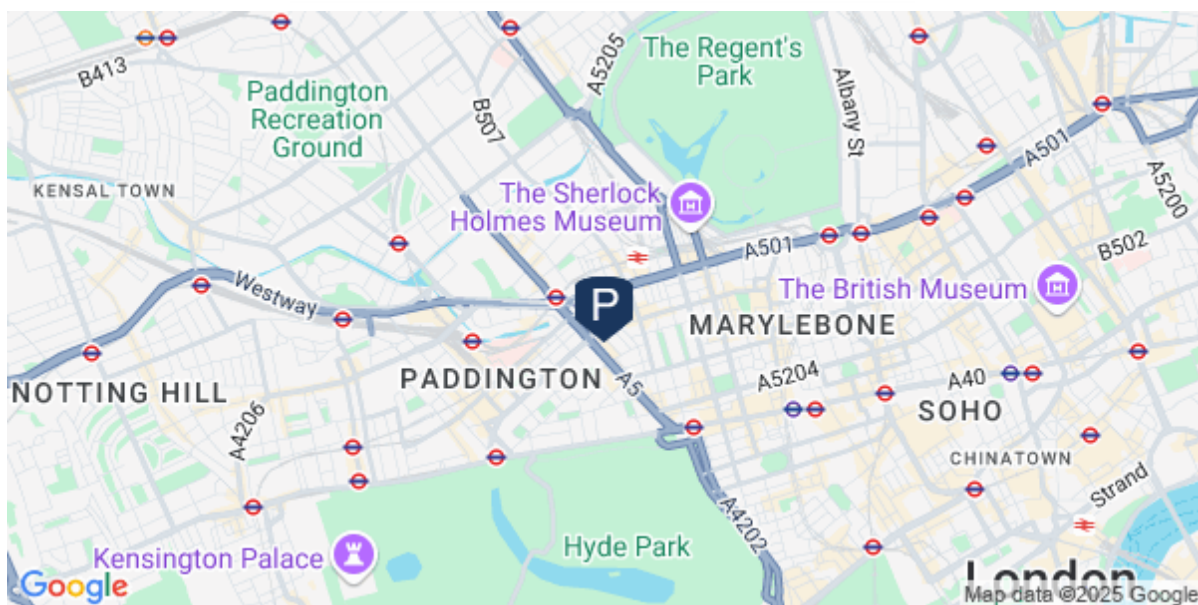 The Regent's
Park
A5205
B413
Paddington
Recreation
Ground
B507
Albany St
A501
A5200
KENSAL TOWN
The Sherlock
Holmes Museum
A501
B502
Westway
P
The British Museum
MARYLEBONE
PADDINGTON
A5
A5204
A40
NOTTING HILL
A4206
SOHO
CHINATOWN
Strand
A4202
Hyde Park
Kensington Palace
London
Google
Map data ©2025 Google